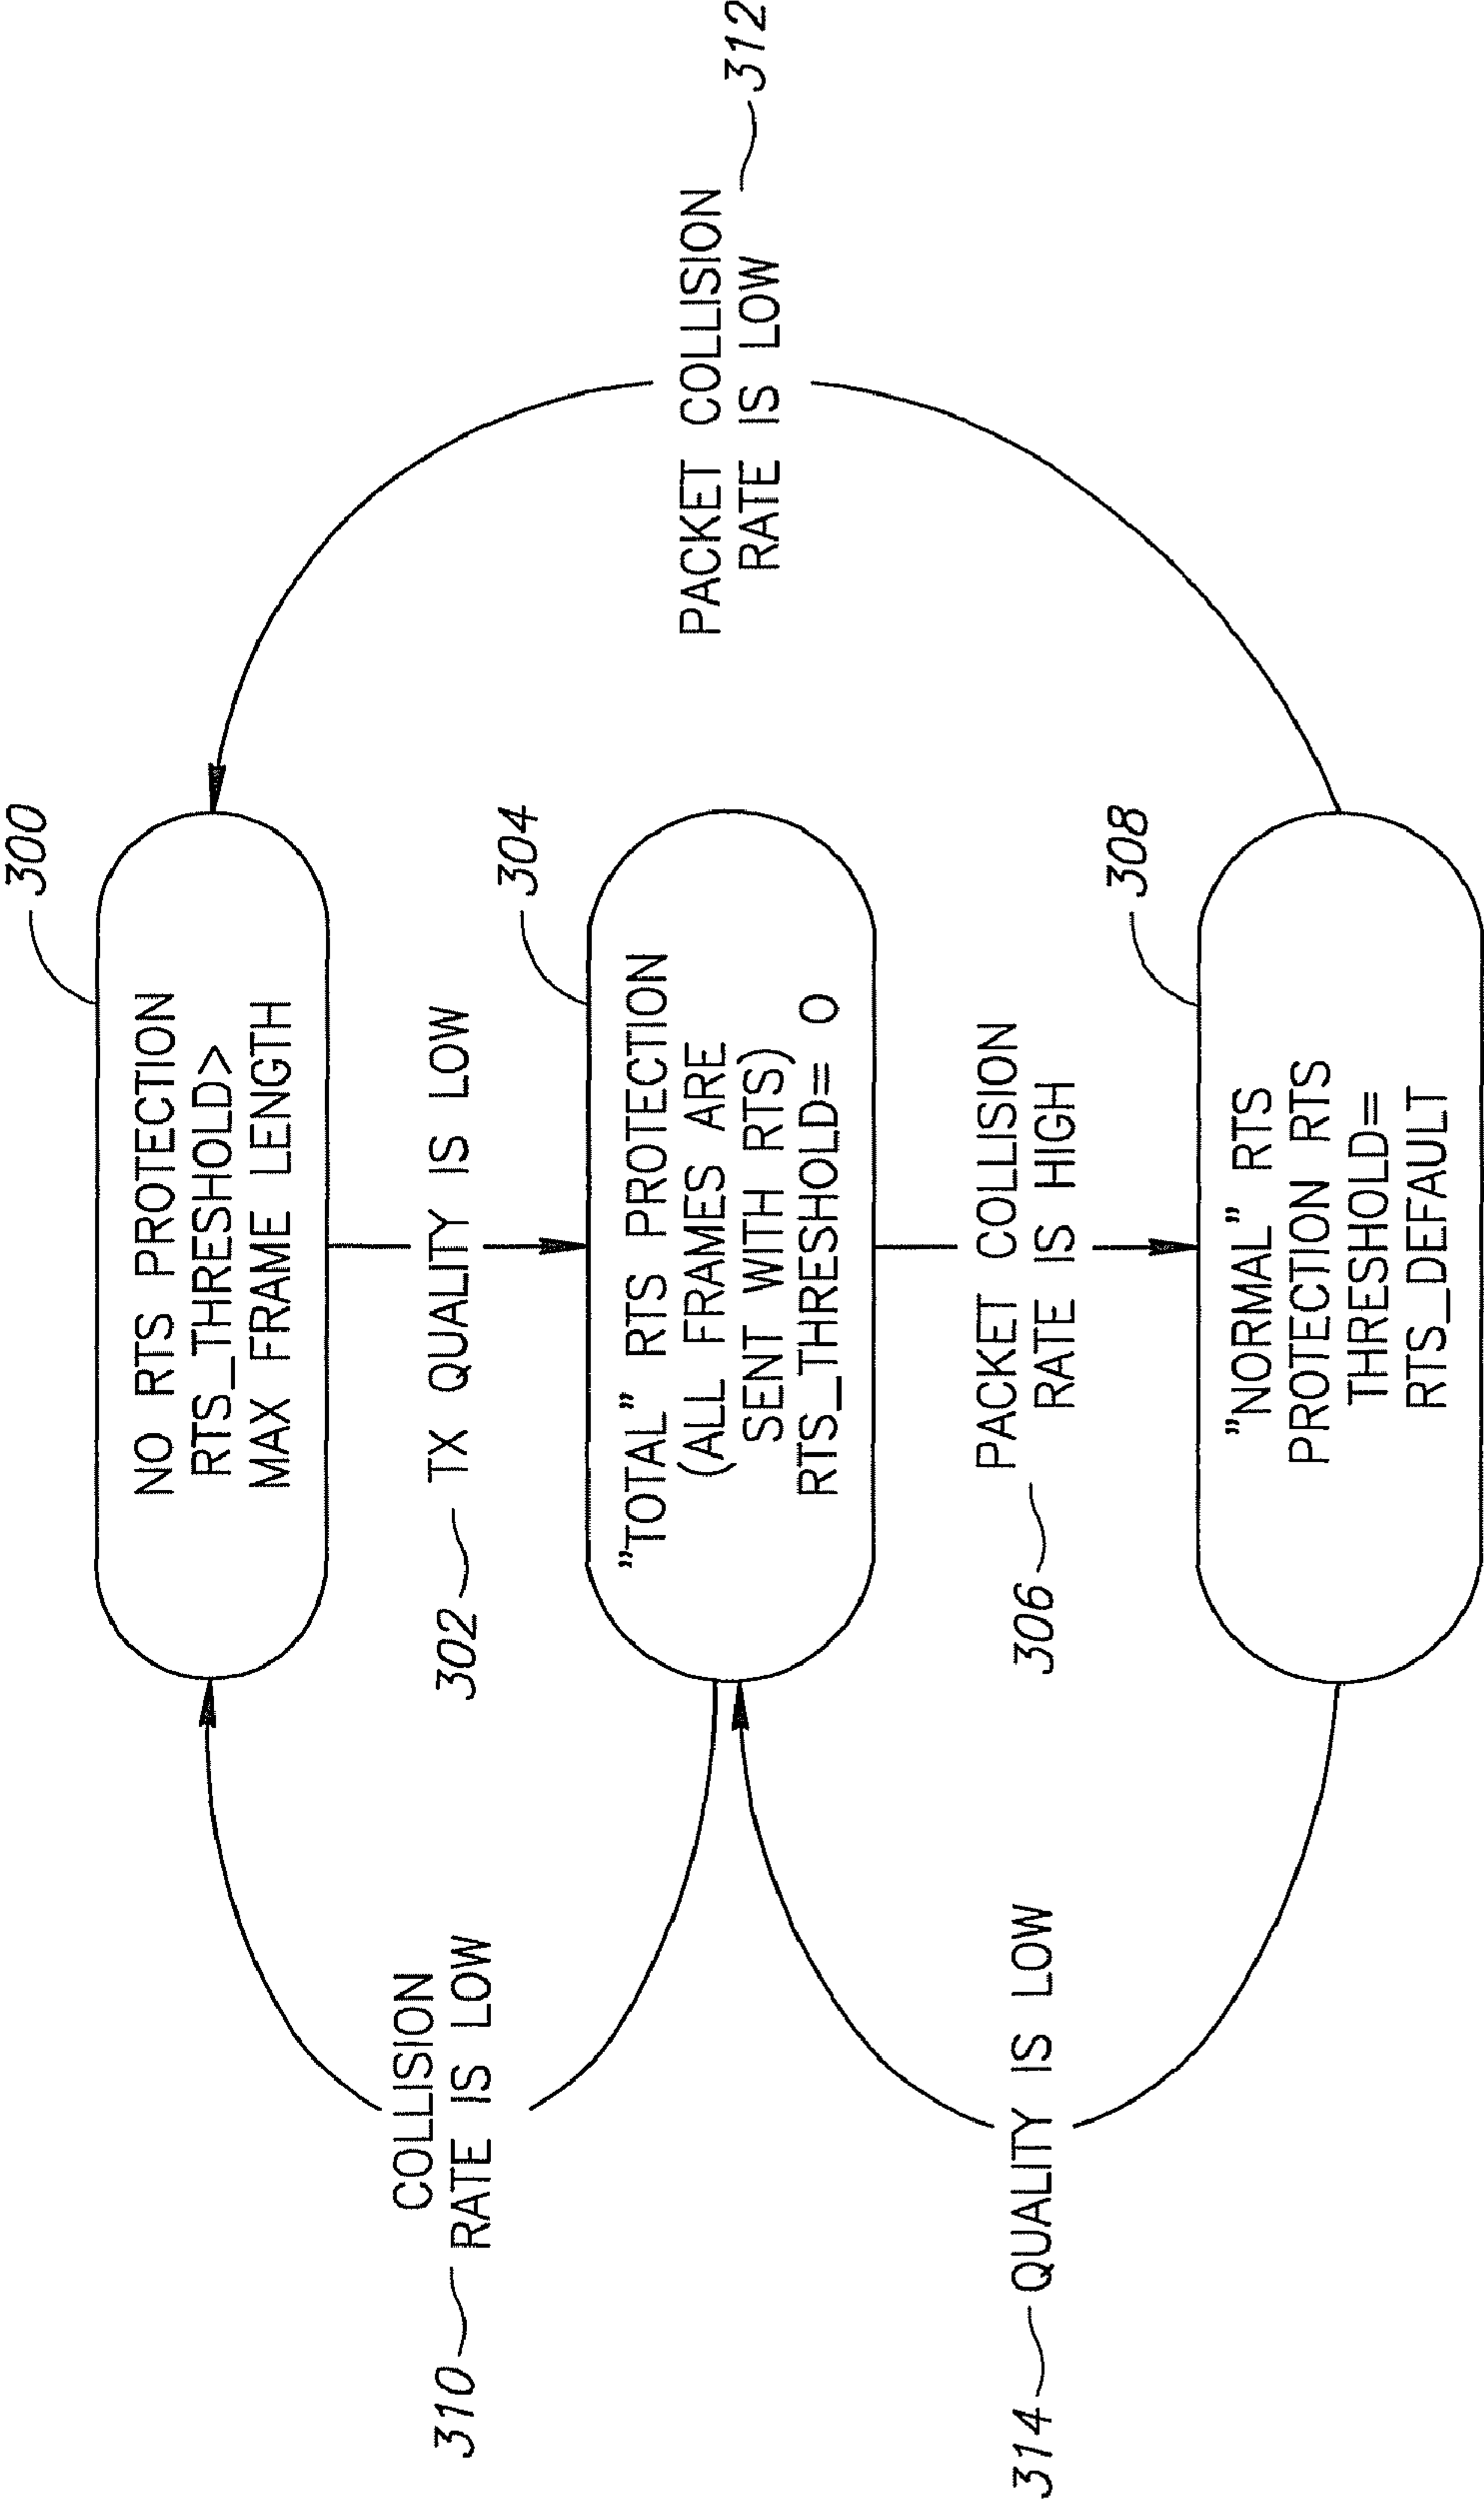 300
NO RTS PROTECTION
RTS_THRESHOLD>
MAX FRAME LENGTH
302
TX QUALITY IS LOW
310
COLLISION
RATE IS LOW
304
"TOTAL" RTS PROTECTION
(ALL FRAMES ARE
SENT WITH RTS)
RTS_THRESHOLD= 0
312
PACKET COLLISION
RATE IS LOW
306
PACKET COLLISION
RATE IS HIGH
314
QUALITY IS LOW
308
"NORMAL" RTS
PROTECTION RTS
THRESHOLD=
RTS_DEFAULT